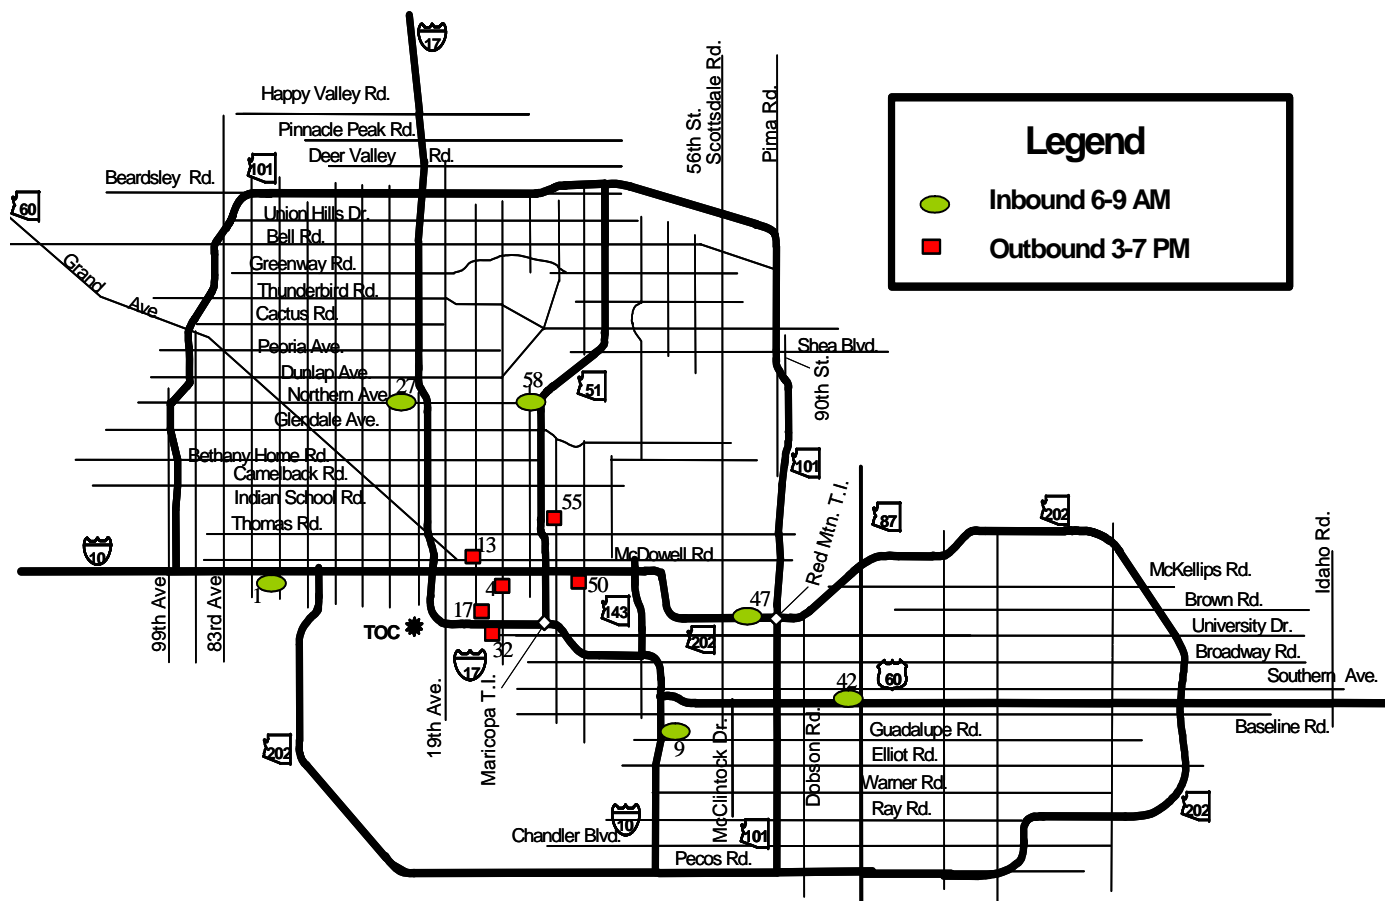 17
Happy Valley Rd.
Pinnacle Peak Rd.
Deer Valley Rd.
101
Beardsley Rd.
60
Union Hills Dr.
Bell Rd.
Greenway Rd.
Grand Ave
Thunderbird Rd.
Cactus Rd.
Peoria Ave.
Dunlap Ave.
Northern Ave.
27
58
51
Glendale Ave.
Bethany Home Rd.
Camelback Rd.
Indian School Rd.
Thomas Rd.
56th St.
Scottsdale Rd.
Pima Rd.
Legend
Inbound 6-9 AM
Outbound 3-7 PM
Shea Blvd.
90th St.
101
Red Mtn. T.I.
87
202
Idaho Rd.
55
13
McDowell Rd.
10
1
4
50
17
143
47
McKellips Rd.
Brown Rd.
University Dr.
Broadway Rd.
Southern Ave.
99th Ave.
83rd Ave.
TOC
32
17
202
42
60
19th Ave.
Maricopa T.I.
9
McClintock Dr.
Dobson Rd.
Baseline Rd.
Guadalupe Rd.
Elliot Rd.
Warner Rd.
Ray Rd.
202
202
10
101
Chandler Blvd.
Pecos Rd.